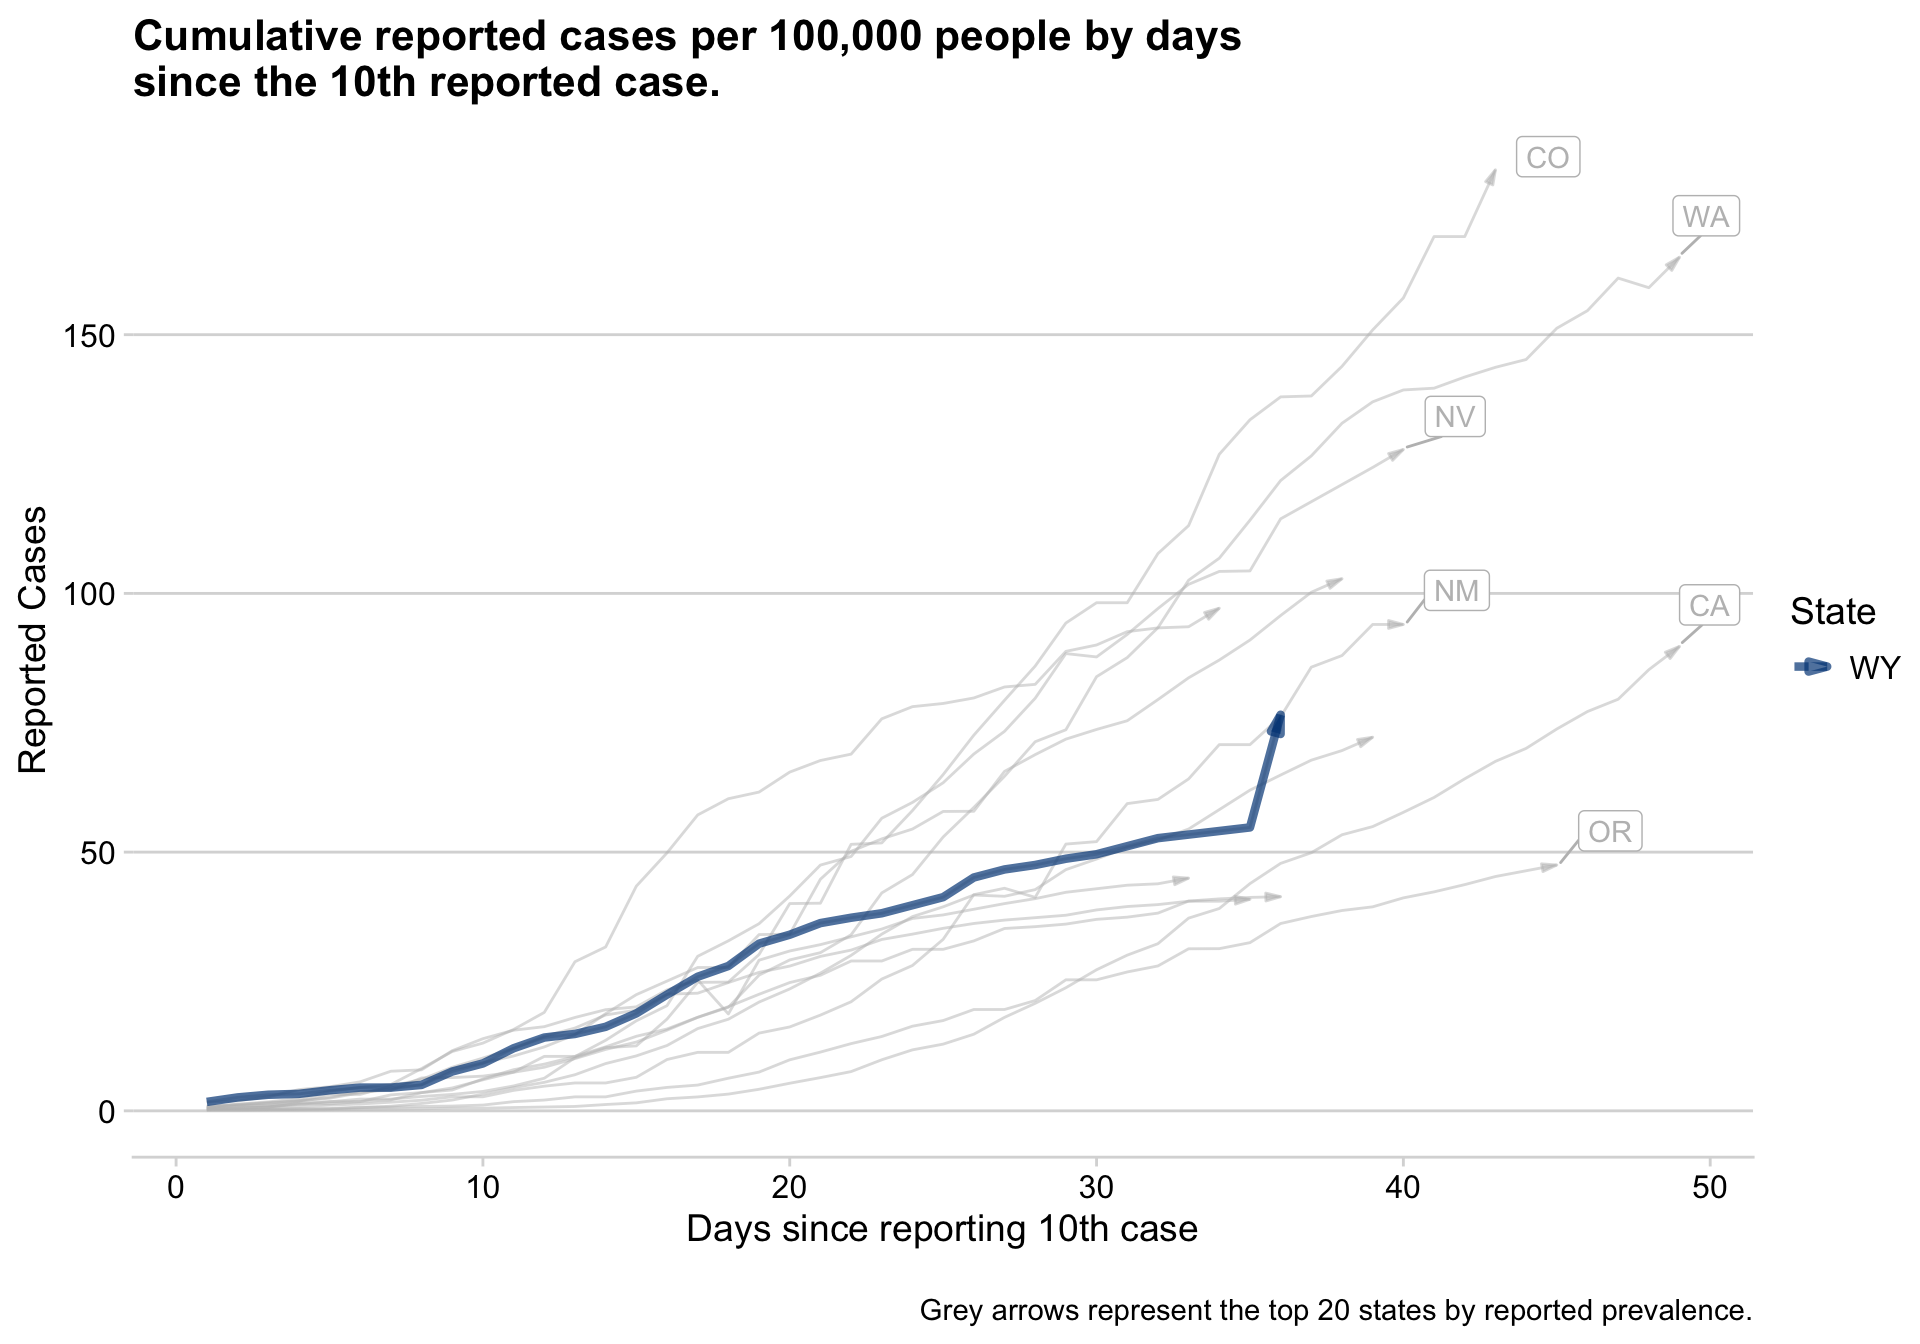 Cumulative reported cases per 100,000 people by days
since the 10th reported case.
CO
WA
150
NV
Reported Cases
100
NM
CA
State
WY
50
OR
0
0 10 20 30 40 50
Days since reporting 10th case
Grey arrows represent the top 20 states by reported prevalence.